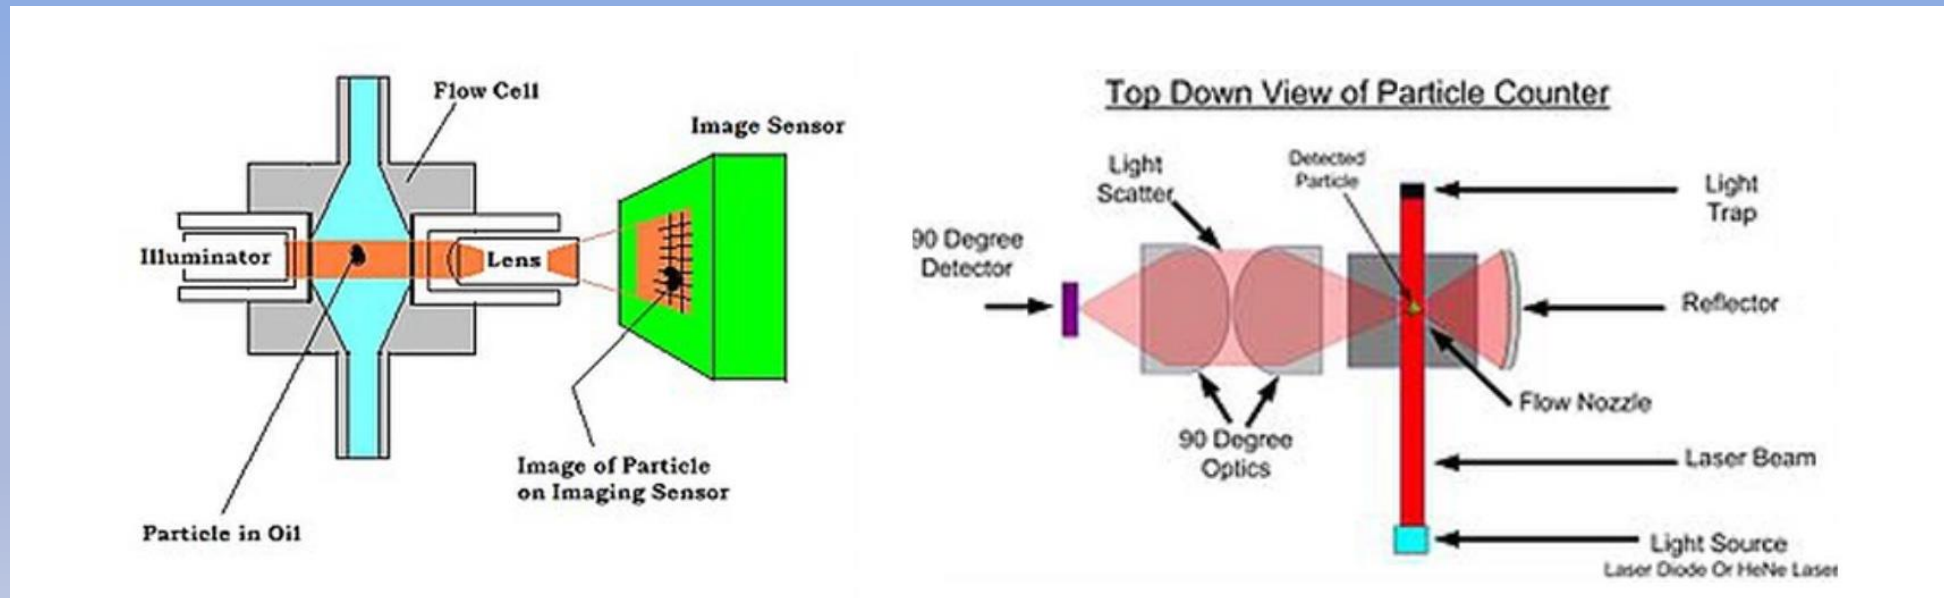 Flow Cell
Image Sensor
Illuminator
Lens
Image of Particle
on Imaging Sensor
Particle in Oil
Top Down View of Particle Counter
Light
Scatter
Detected
Particle
Light
Trap
90 Degree
Detector
Reflector
Flow Nozzle
90 Degree
Optics
Laser Beam
Light Source
Laser Diode Or HeNe Laser